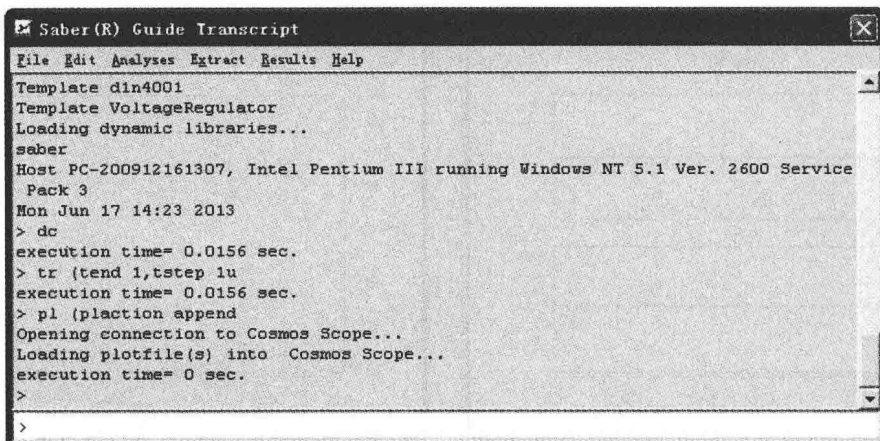 Saber(R) Guide Transcript
File Edit Analyses Extract Results Help
Template d1n4001
Template VoltageRegulator
Loading dynamic libraries...
saber
Host PC-200912161307, Intel Pentium III running Windows NT 5.1 Ver. 2600 Service
Pack 3
Mon Jun 17 14:23 2013
> dc
execution time= 0.0156 sec.
> tr (tend 1,tstep 1u
execution time= 0.0156 sec.
> pl (plaction append
Opening connection to Cosmos Scope...
Loading plotfile(s) into Cosmos Scope...
execution time= 0 sec.
>
>